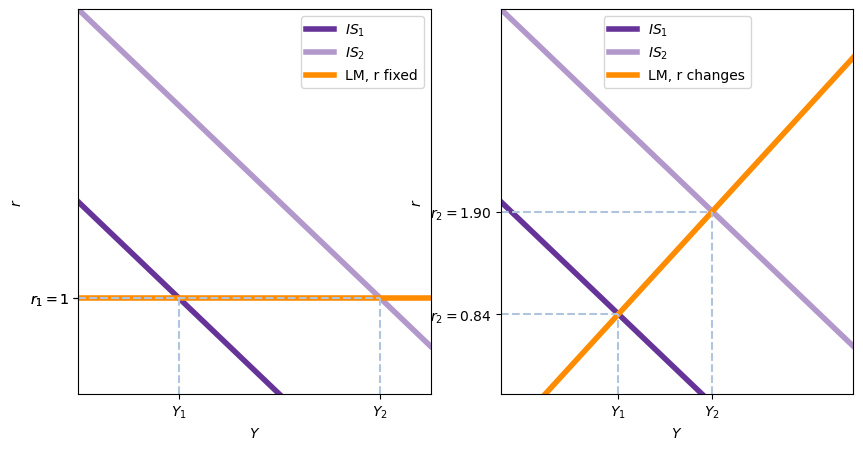 IS₁
IS₂
LM, r fixed
r
r₁ = 1
Y₁
Y₂
Y
IS₁
IS₂
LM, r changes
r
r₂ = 1.90
r₂ = 0.84
Y₁
Y₂
Y